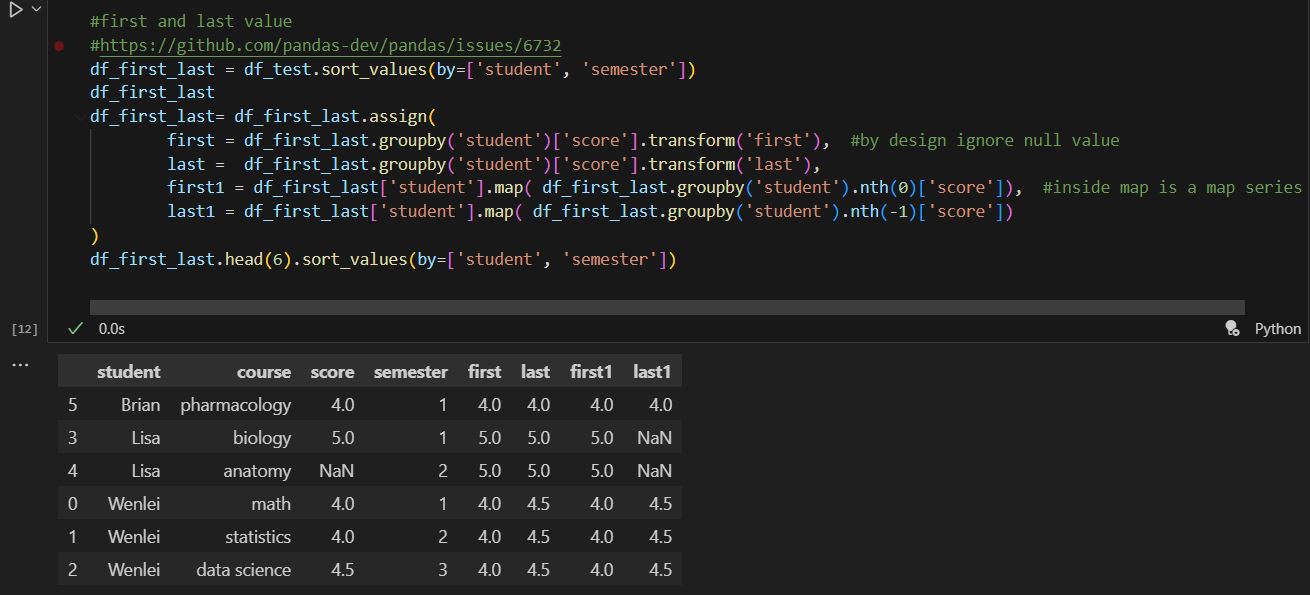 #first and last value
#https://github.com/pandas-dev/pandas/issues/6732
df_first_last = df_test.sort_values(by=['student', 'semester'])
df_first_last
df_first_last= df_first_last.assign(
        first = df_first_last.groupby('student')['score'].transform('first'),  #by design ignore null value
        last =  df_first_last.groupby('student')['score'].transform('last'),
        first1 = df_first_last['student'].map( df_first_last.groupby('student').nth(0)['score']),  #inside map is a map series
        last1 = df_first_last['student'].map( df_first_last.groupby('student').nth(-1)['score'])
)
df_first_last.head(6).sort_values(by=['student', 'semester'])
[12] 0.0s Python
... student course score semester first last first1 last1
5 Brian pharmacology 4.0 1 4.0 4.0 4.0 4.0
3 Lisa biology 5.0 1 5.0 5.0 5.0 NaN
4 Lisa anatomy NaN 2 5.0 5.0 5.0 NaN
0 Wenlei math 4.0 1 4.0 4.5 4.0 4.5
1 Wenlei statistics 4.0 2 4.0 4.5 4.0 4.5
2 Wenlei data science 4.5 3 4.0 4.5 4.0 4.5